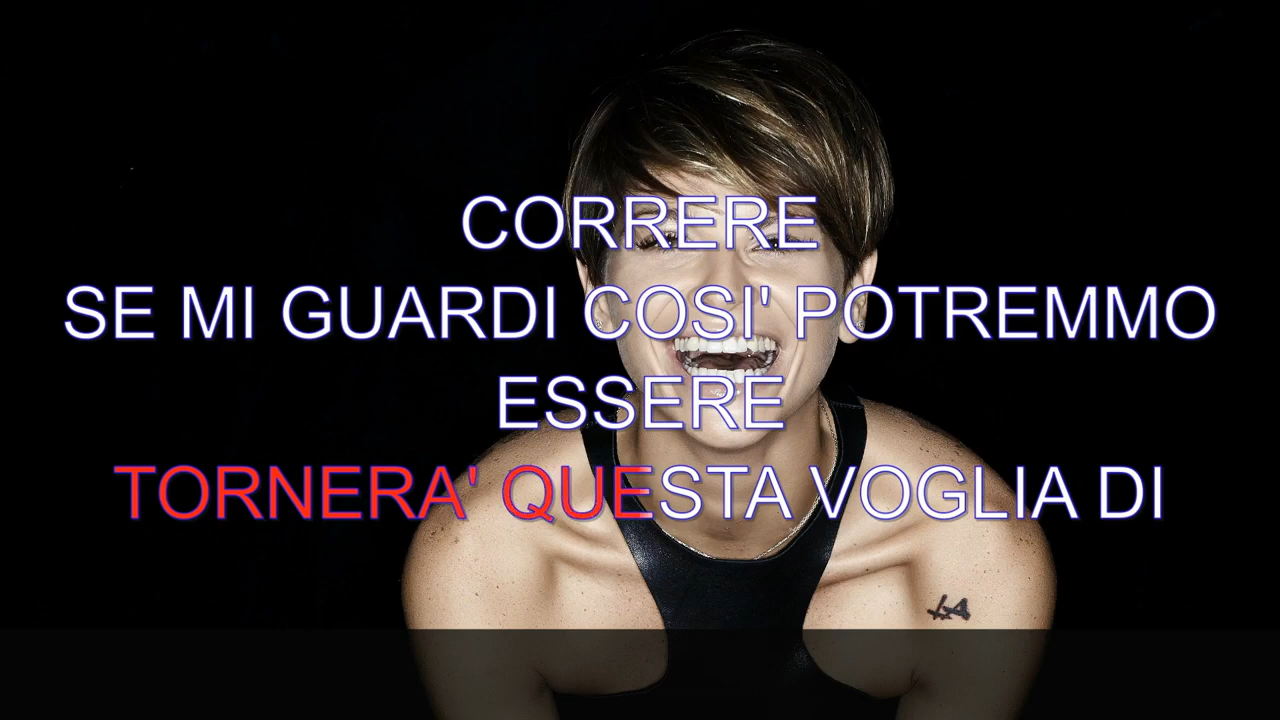 CORRERE
SE MI GUARDI COSI' POTREMMO
ESSERE
TORNERA' QUESTA VOGLIA DI